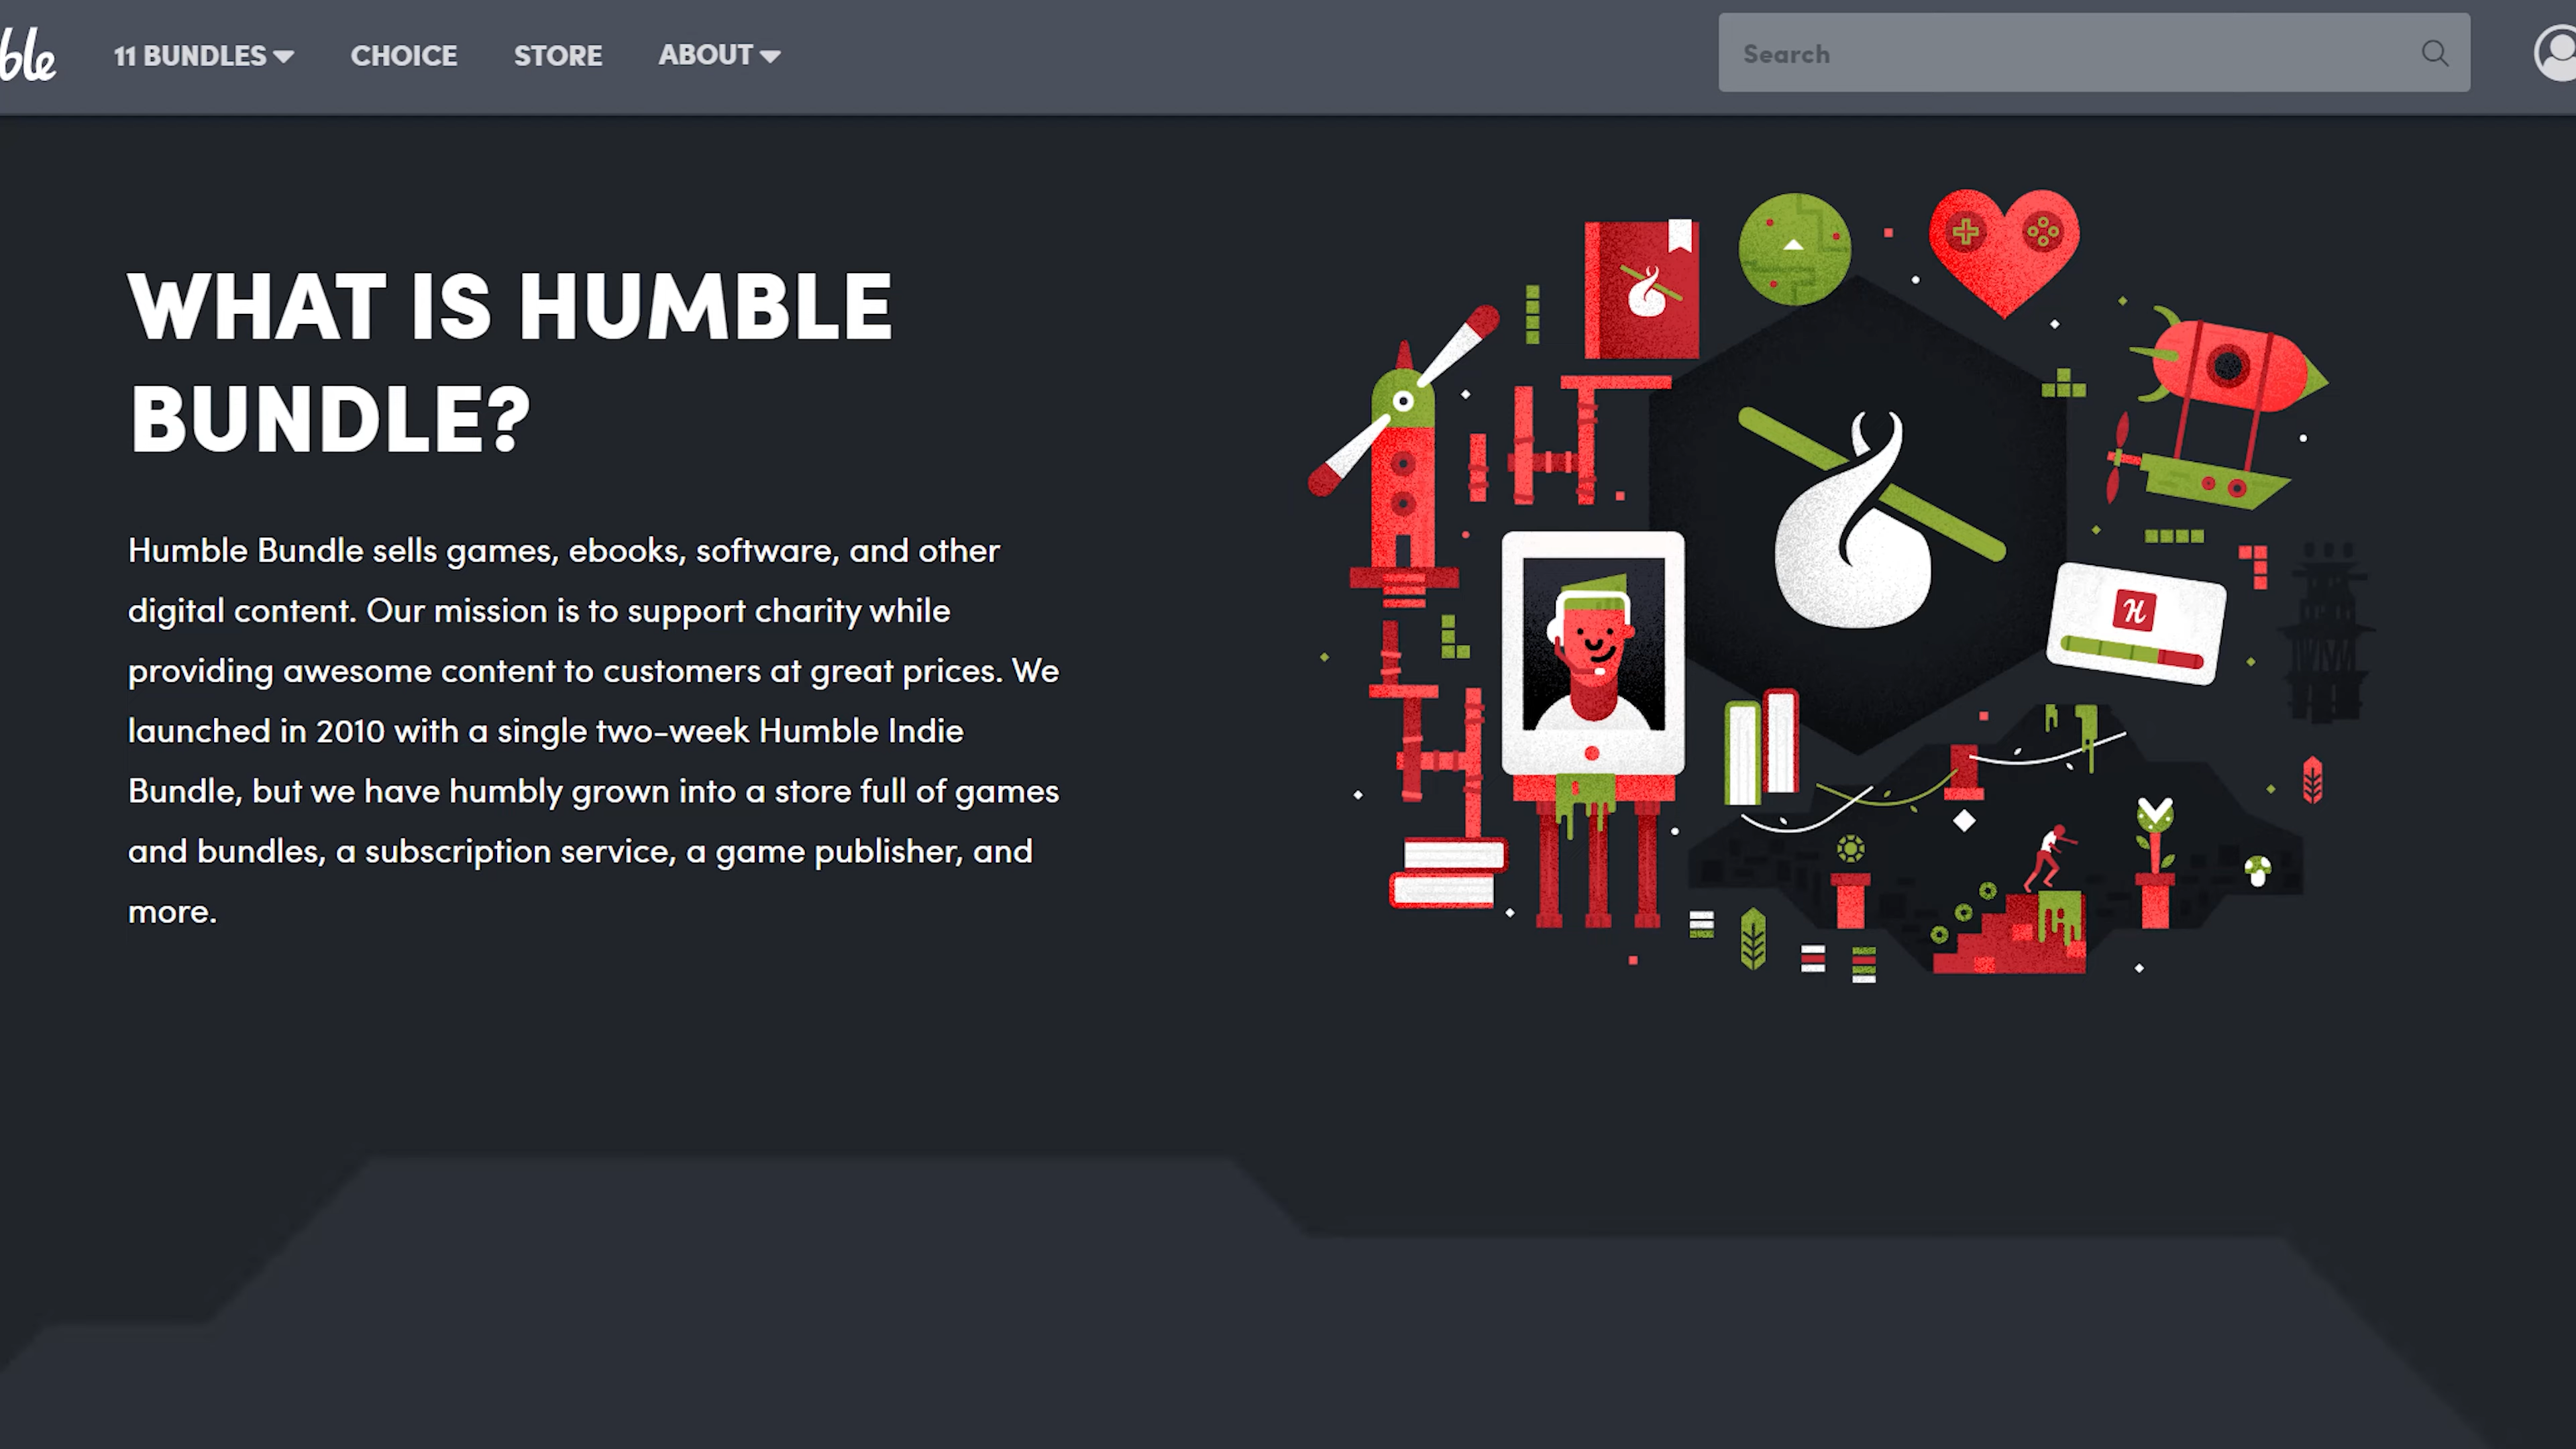 ble
11 BUNDLES
CHOICE
STORE
ABOUT
Search
WHAT IS HUMBLE
BUNDLE?
Humble Bundle sells games, ebooks, software, and other
digital content. Our mission is to support charity while
providing awesome content to customers at great prices. We
launched in 2010 with a single two-week Humble Indie
Bundle, but we have humbly grown into a store full of games
and bundles, a subscription service, a game publisher, and
more.
H